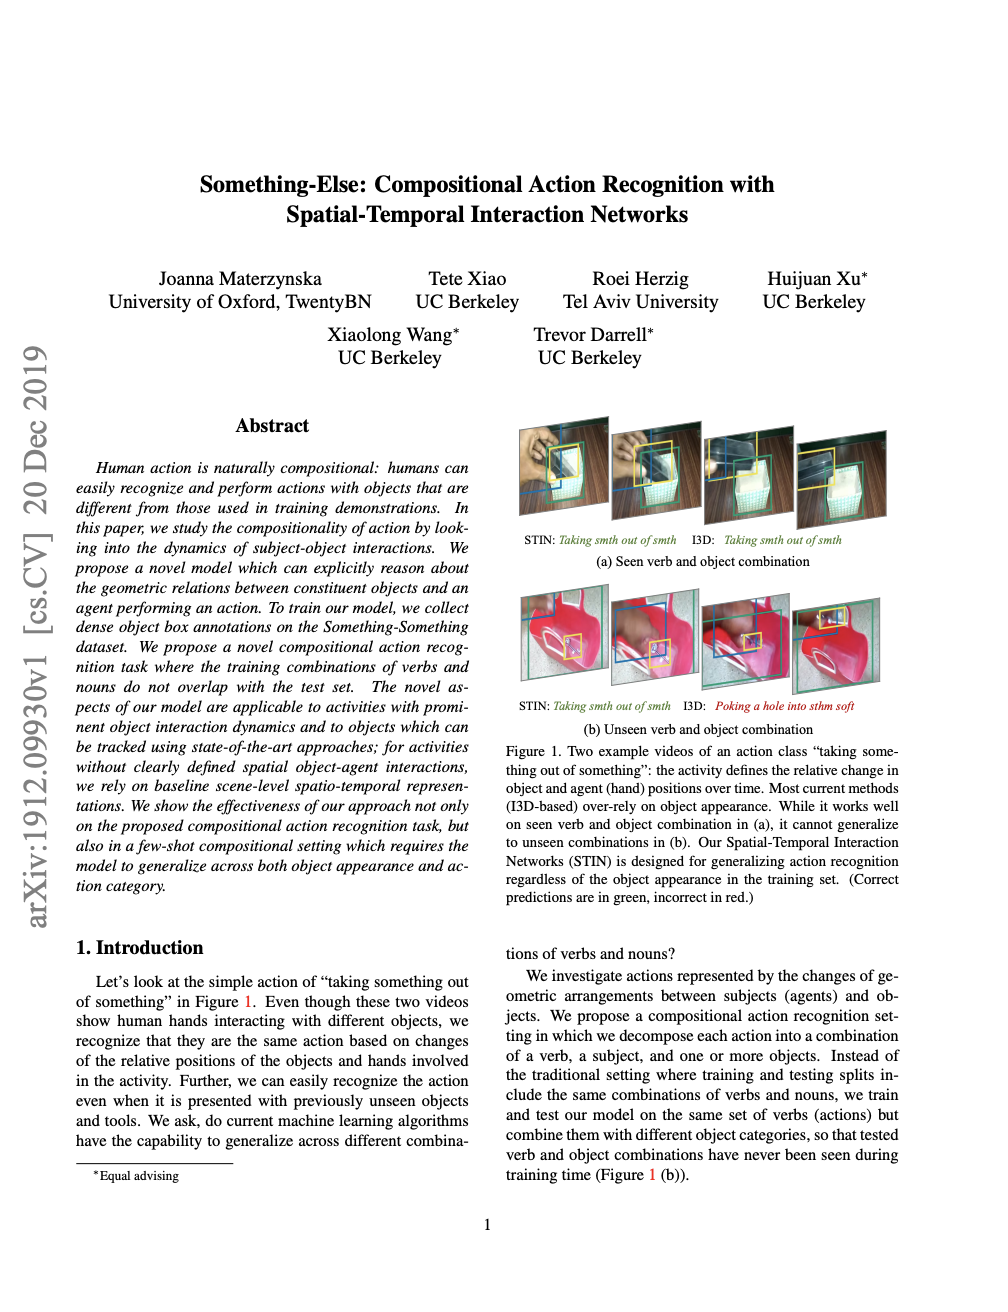 Something-Else: Compositional Action Recognition with
Spatial-Temporal Interaction Networks
Joanna Materzynska
University of Oxford, TwentyBN
Tete Xiao
UC Berkeley
Roei Herzig
Tel Aviv University
Huijuan Xu*
UC Berkeley
Xiaolong Wang*
UC Berkeley
Trevor Darrell*
UC Berkeley
arXiv:1912.09930v1 [cs.CV] 20 Dec 2019
Abstract
Human action is naturally compositional: humans can
easily recognize and perform actions with objects that are
different from those used in training demonstrations. In
this paper, we study the compositionality of action by look-
ing into the dynamics of subject-object interactions. We
propose a novel model which can explicitly reason about
the geometric relations between constituent objects and an
agent performing an action. To train our model, we collect
dense object box annotations on the Something-Something
dataset. We propose a novel compositional action recog-
nition task where the training combinations of verbs and
nouns do not overlap with the test set. The novel as-
pects of our model are applicable to activities with promi-
nent object interaction dynamics and to objects which can
be tracked using state-of-the-art approaches; for activities
without clearly defined spatial object-agent interactions,
we rely on baseline scene-level spatio-temporal represen-
tations. We show the effectiveness of our approach not only
on the proposed compositional action recognition task, but
also in a few-shot compositional setting which requires the
model to generalize across both object appearance and ac-
tion category.
1. Introduction
Let's look at the simple action of “taking something out
of something” in Figure 1. Even though these two videos
show human hands interacting with different objects, we
recognize that they are the same action based on changes
of the relative positions of the objects and hands involved
in the activity. Further, we can easily recognize the action
even when it is presented with previously unseen objects
and tools. We ask, do current machine learning algorithms
have the capability to generalize across different combina-
*Equal advising
STIN: Taking smth out of smth I3D: Taking smth out of smth
(a) Seen verb and object combination
STIN: Taking smth out of smth I3D: Poking a hole into sthm soft
(b) Unseen verb and object combination
Figure 1. Two example videos of an action class “taking some-
thing out of something”: the activity defines the relative change in
object and agent (hand) positions over time. Most current methods
(I3D-based) over-rely on object appearance. While it works well
on seen verb and object combination in (a), it cannot generalize
to unseen combinations in (b). Our Spatial-Temporal Interaction
Networks (STIN) is designed for generalizing action recognition
regardless of the object appearance in the training set. (Correct
predictions are in green, incorrect in red.)
tions of verbs and nouns?
We investigate actions represented by the changes of ge-
ometric arrangements between subjects (agents) and ob-
jects. We propose a compositional action recognition set-
ting in which we decompose each action into a combination
of a verb, a subject, and one or more objects. Instead of
the traditional setting where training and testing splits in-
clude the same combinations of verbs and nouns, we train
and test our model on the same set of verbs (actions) but
combine them with different object categories, so that tested
verb and object combinations have never been seen during
training time (Figure 1 (b)).
1